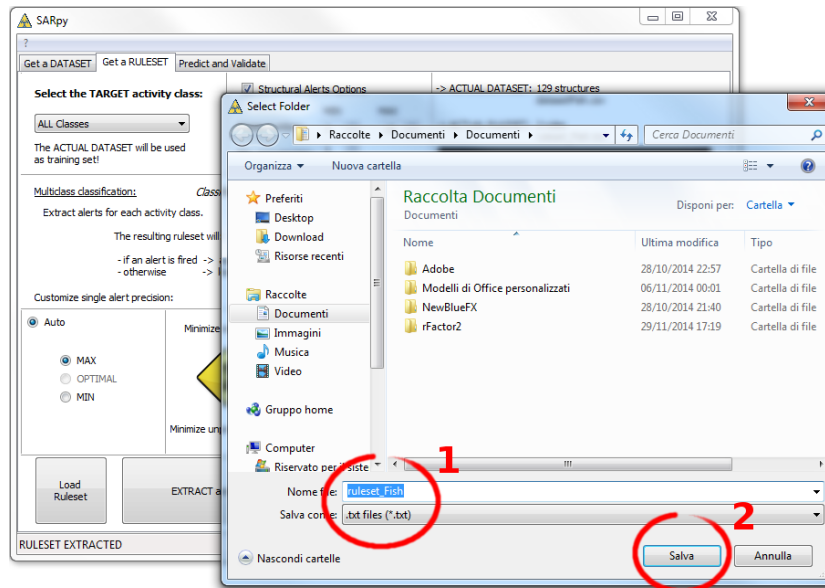 SARpy
?
Get a DATASET Get a RULESET Predict and Validate
Select the TARGET activity class:
ALL Classes
The ACTUAL DATASET will be used
as training set!
Multiclass classification:
Extract alerts for each activity class.
The resulting ruleset will
- if an alert is fired ->
- otherwise ->
Customize single alert precision:
Auto
MAX
OPTIMAL
MIN
Minimize
Minimize
Load
Ruleset
EXTRACT
RULESET EXTRACTED
Structural Alerts Options
-> ACTUAL DATASET: 129 structures
Select Folder
Raccolte Documenti Documenti
Cerca Documenti
Organizza Nuova cartella
Preferiti
Desktop
Download
Risorse recenti
Raccolte
Documenti
Immagini
Musica
Video
Gruppo home
Computer
Riservato per il siste
Raccolta Documenti
Documenti
Disponi per: Cartella
Nome Ultima modifica Tipo
Adobe 28/10/2014 22:57 Cartella di file
Modelli di Office personalizzati 06/11/2014 00:01 Cartella di file
NewBlueFX 28/10/2014 21:40 Cartella di file
rFactor2 29/11/2014 17:19 Cartella di file
1
Nome file: ruleset_Fish
Salva come: .txt files (*.txt)
2
Nascondi cartelle
Salva
Annulla